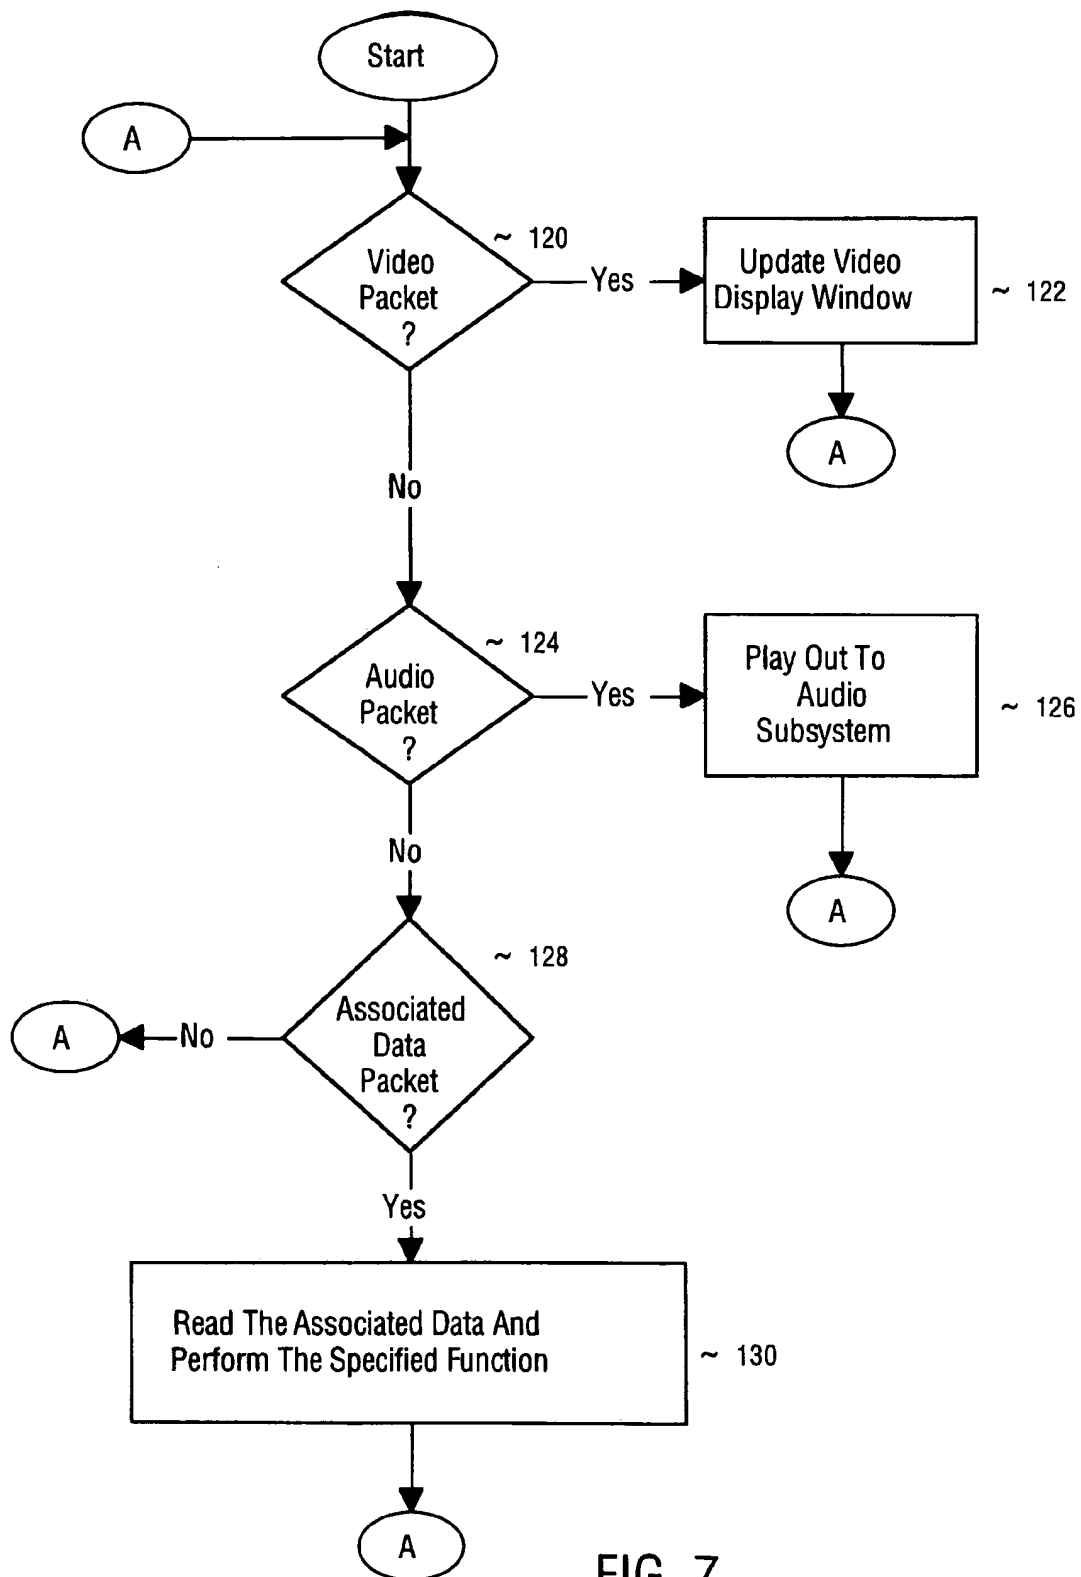 Start
A
~ 120
Video
Packet
?
Yes
Update Video
Display Window
~ 122
A
No
~ 124
Audio
Packet
?
Yes
Play Out To
Audio
Subsystem
~ 126
A
No
~ 128
Associated
Data
Packet
?
No
A
Yes
Read The Associated Data And
Perform The Specified Function
~ 130
A
FIG. 7